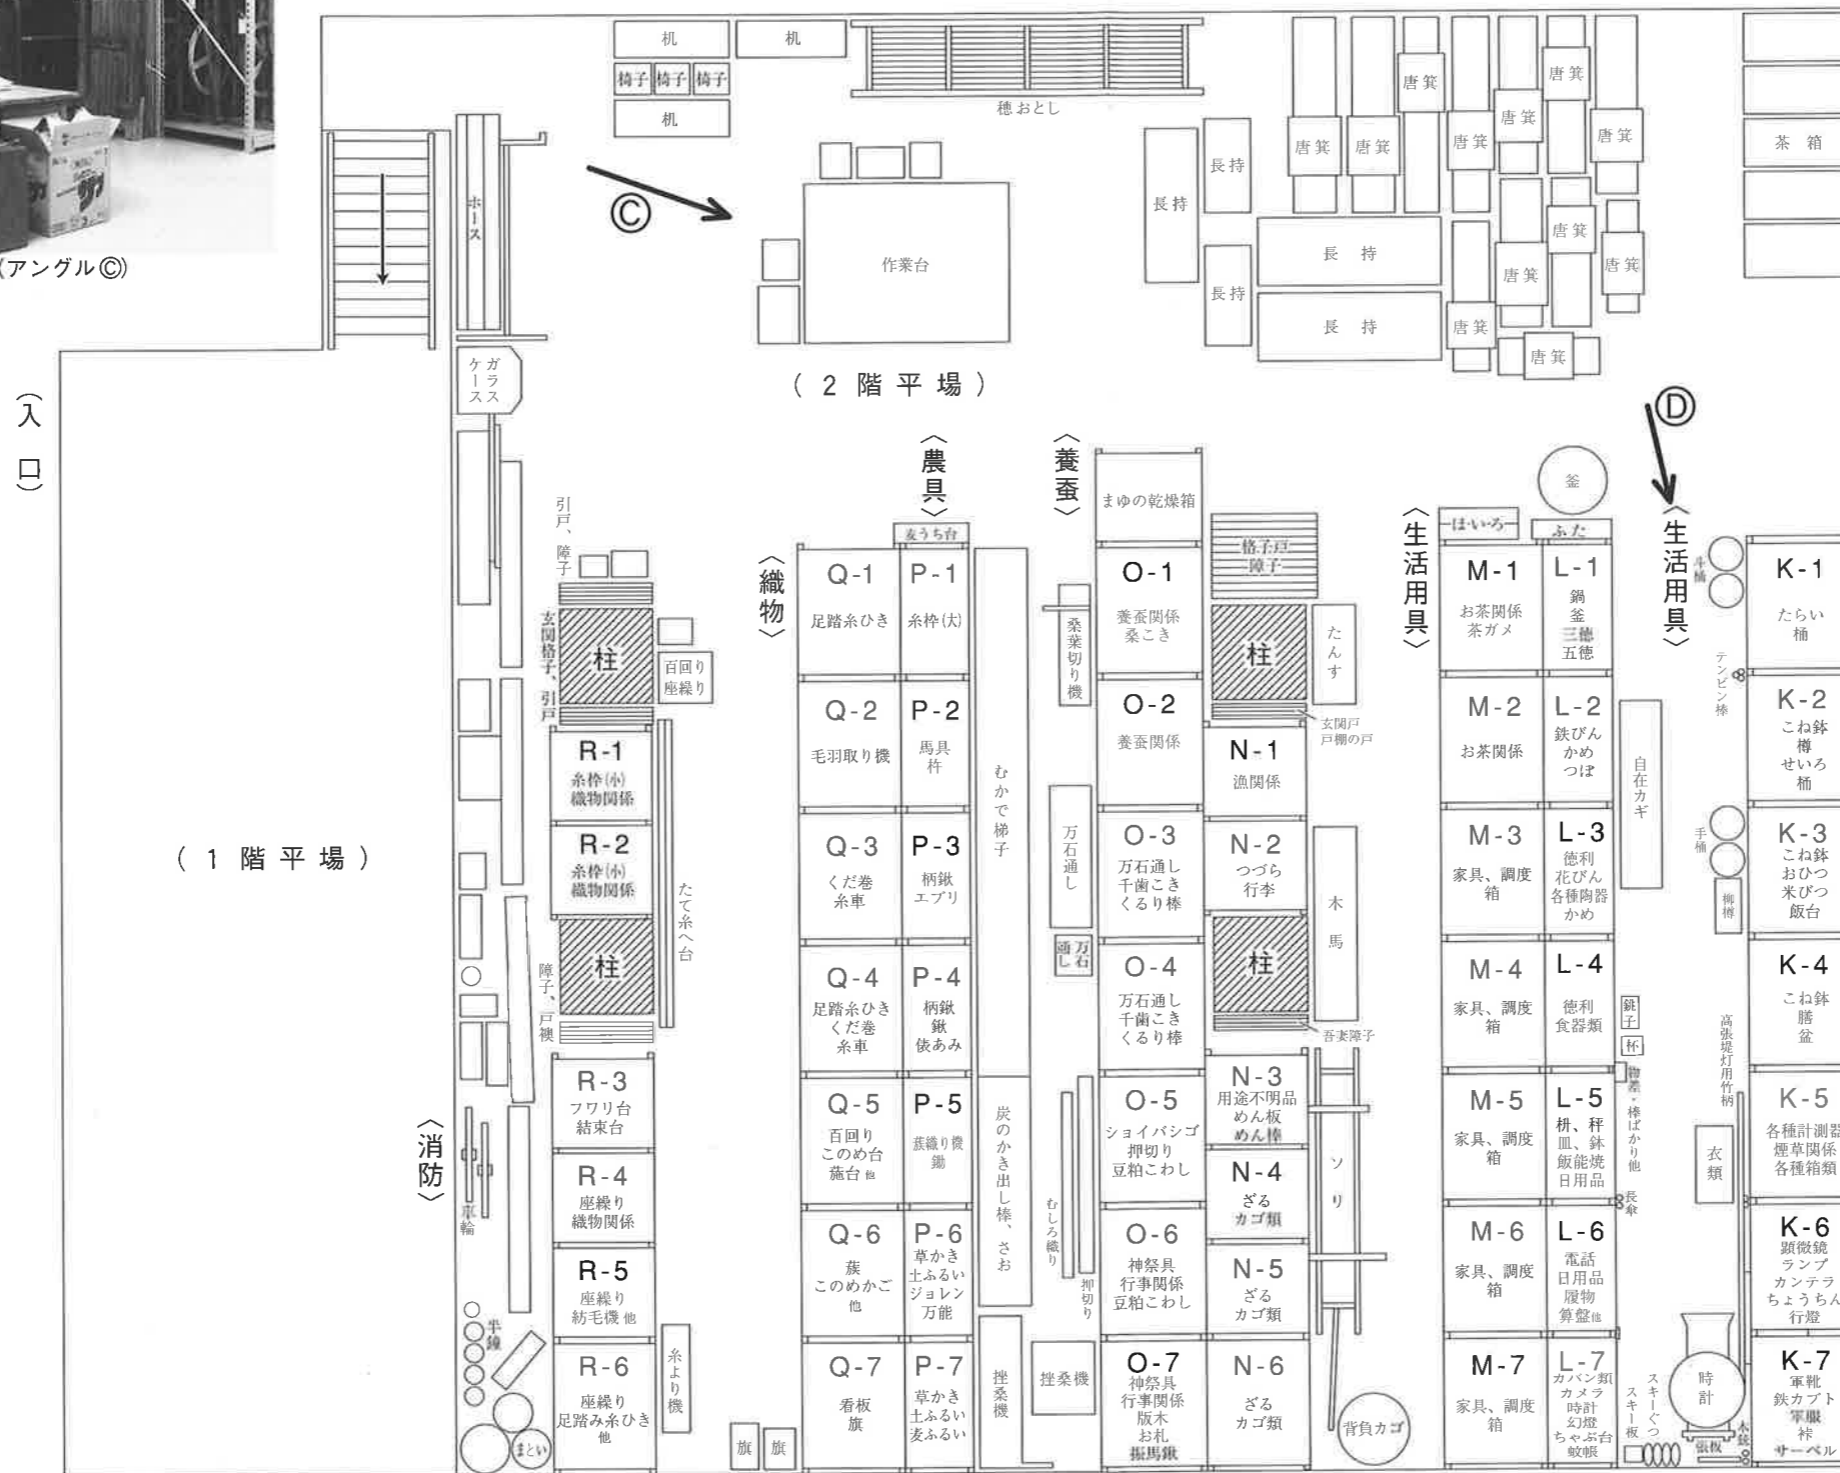 (アングルⒸ)
机
机
椅子
椅子
椅子
机
穂おとし
唐箕
唐箕
唐箕
唐箕
唐箕
唐箕
唐箕
唐箕
唐箕
唐箕
唐箕
唐箕
茶箱
長持
長持
長持
長持
長持
ホース
Ⓒ
作業台
ガラス
ケース
(2階平場)
(入口)
(1階平場)
Ⓓ
〈農具〉
〈養蚕〉
〈織物〉
〈生活用具〉
〈生活用具〉
〈消防〉
引戸、障子
玄関格子、引戸
柱
百回り
座繰り
R-1
糸枠(小)
織物関係
R-2
糸枠(小)
織物関係
たて糸へ台
柱
障子、戸襖
R-3
フワリ台
結束台
R-4
座繰り
織物関係
R-5
座繰り
紡毛機 他
R-6
座繰り
足踏み糸ひき
他
糸より機
車輪
半鐘
まとい
旗
旗
Q-1
足踏糸ひき
Q-2
毛羽取り機
Q-3
くだ巻
糸車
Q-4
足踏糸ひき
くだ巻
糸車
Q-5
百回り
このめ台
蔟台 他
Q-6
蔟
このめかご
他
Q-7
看板
旗
麦うち台
P-1
糸枠(大)
P-2
馬具
杵
P-3
柄鍬
エブリ
P-4
柄鍬
鍬
俵あみ
P-5
蔟織り機
鋤
P-6
草かき
土ふるい
ジョレン
万能
P-7
草かき
土ふるい
麦ふるい
むかで梯子
炭のかき出し棒、さお
挫桑機
挫桑機
桑葉切り機
万石通し
万石
通し
むしろ織り
押切り
まゆの乾燥箱
O-1
養蚕関係
桑こき
O-2
養蚕関係
O-3
万石通し
千歯こき
くるり棒
O-4
万石通し
千歯こき
くるり棒
O-5
ショイバシゴ
押切り
豆粕こわし
O-6
神祭具
行事関係
豆粕こわし
O-7
神祭具
行事関係
版木
お札
振馬鍬
格子戸
障子
柱
たんす
玄関戸
戸棚の戸
N-1
漁関係
N-2
つづら
行李
木馬
柱
吾妻障子
N-3
用途不明品
めん板
めん棒
N-4
ざる
カゴ類
N-5
ざる
カゴ類
N-6
ざる
カゴ類
ソリ
背負カゴ
ほいろ
M-1
お茶関係
茶ガメ
M-2
お茶関係
M-3
家具、調度
箱
M-4
家具、調度
箱
M-5
家具、調度
箱
M-6
家具、調度
箱
M-7
家具、調度
箱
釜
ふた
L-1
鍋
釜
三徳
五徳
L-2
鉄びん
かめ
つぼ
L-3
徳利
花びん
各種陶器
かめ
L-4
徳利
食器類
L-5
枡、秤
皿、鉢
飯能焼
日用品
L-6
電話
日用品
履物
算盤他
L-7
カバン類
カメラ
時計
幻燈
ちゃぶ台
蚊帳
自在カギ
銚子
杯
物差・棒ばかり他
長傘
スキー板
スキーぐつ
時計
張板
木銃
斗桶
テンビン棒
手桶
柳樽
高張堤灯用竹柄
衣類
K-1
たらい
桶
K-2
こね鉢
樽
せいろ
桶
K-3
こね鉢
おひつ
米びつ
飯台
K-4
こね鉢
膳
盆
K-5
各種計測器
煙草関係
各種箱類
K-6
顕微鏡
ランプ
カンテラ
ちょうちん
行燈
K-7
軍靴
鉄カブト
軍服
裃
サーベル